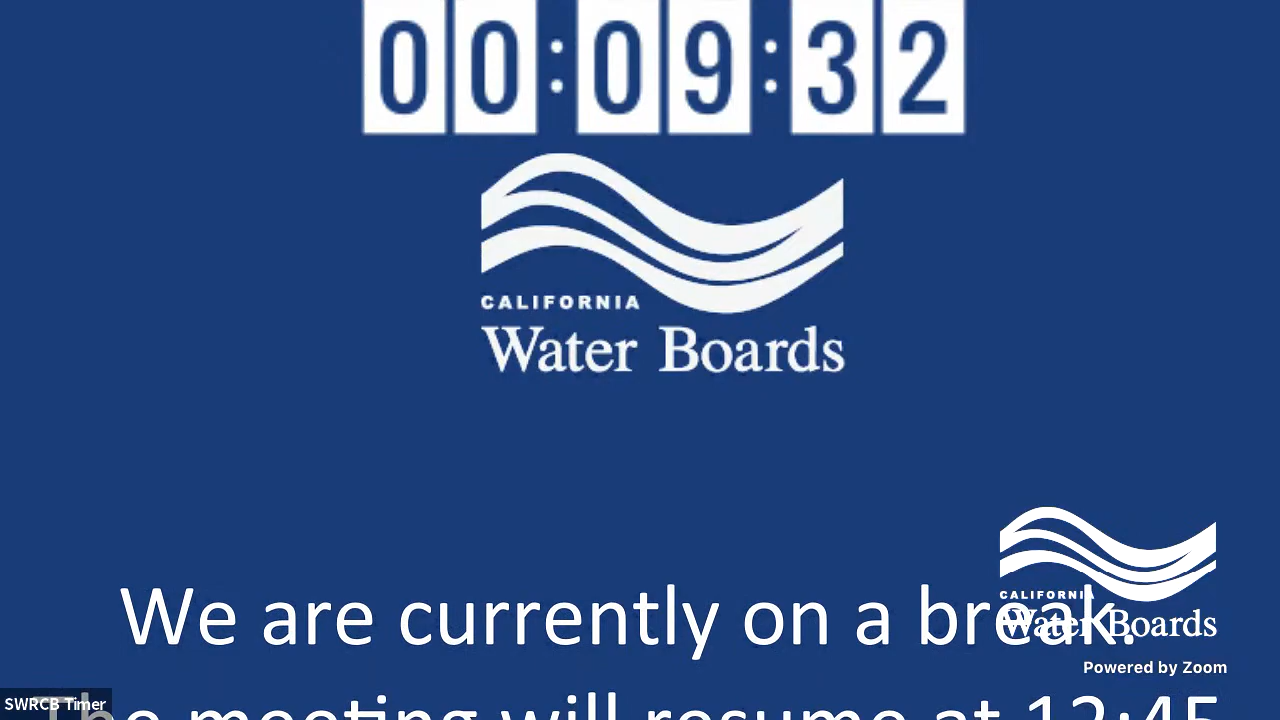 00:09:32
CALIFORNIA
Water Boards
We are currently on a break.
CALIFORNIA
Water Boards
Powered by Zoom
SWRCB Timer
The meeting will resume at 12:45